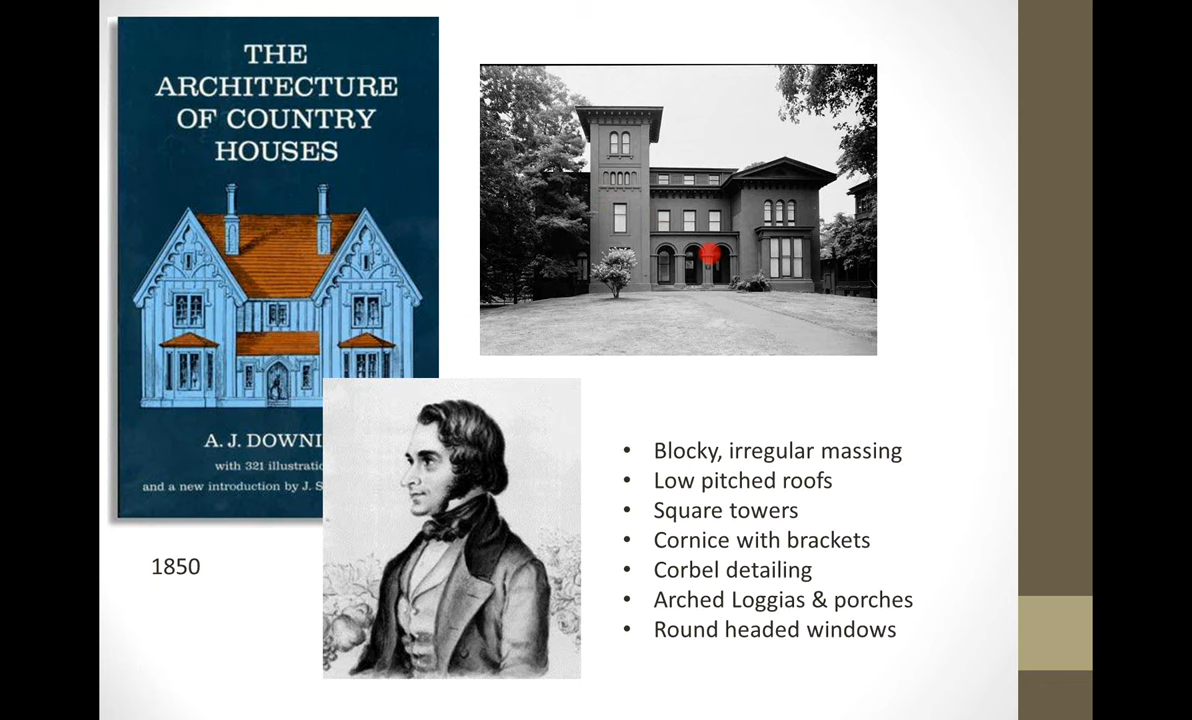 THE
ARCHITECTURE
OF COUNTRY
HOUSES
A. J. DOWNI
with 321 illustratio
and a new introduction by J. S
1850
• Blocky, irregular massing
• Low pitched roofs
• Square towers
• Cornice with brackets
• Corbel detailing
• Arched Loggias & porches
• Round headed windows